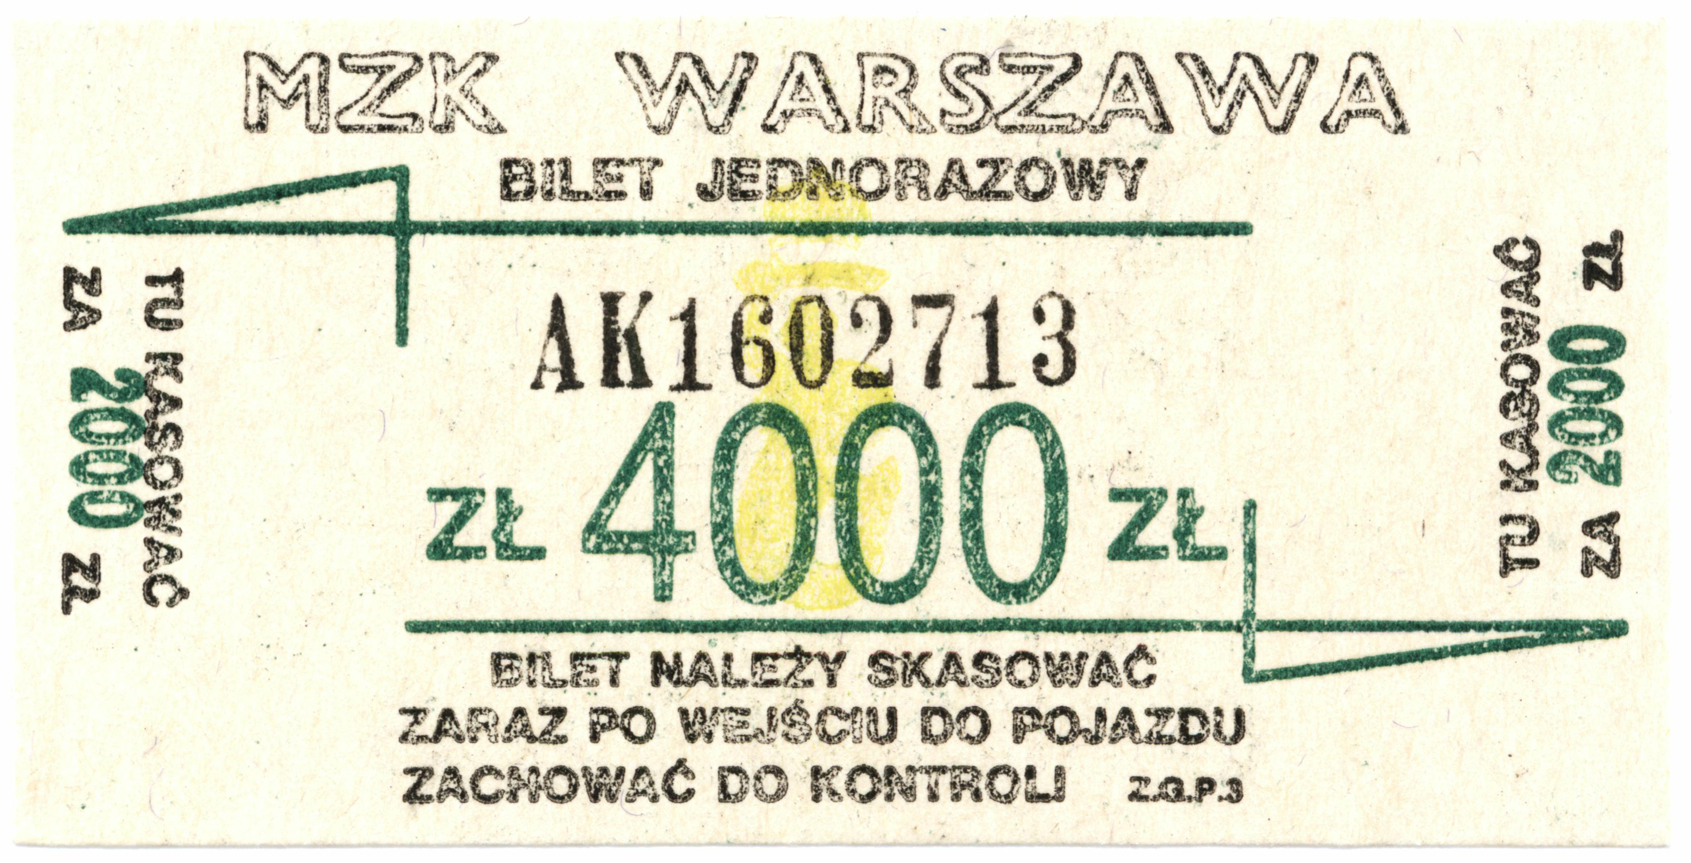 MZK WARSZAWA
BILET JEDNORAZOWY
TU KASOWAĆ
ZA 2000 ZŁ
AK1602713
ZŁ 4000 ZŁ
TU KASOWAĆ
ZA 2000 ZŁ
BILET NALEŻY SKASOWAĆ
ZARAZ PO WEJŚCIU DO POJAZDU
ZACHOWAĆ DO KONTROLI Z.G.P.3